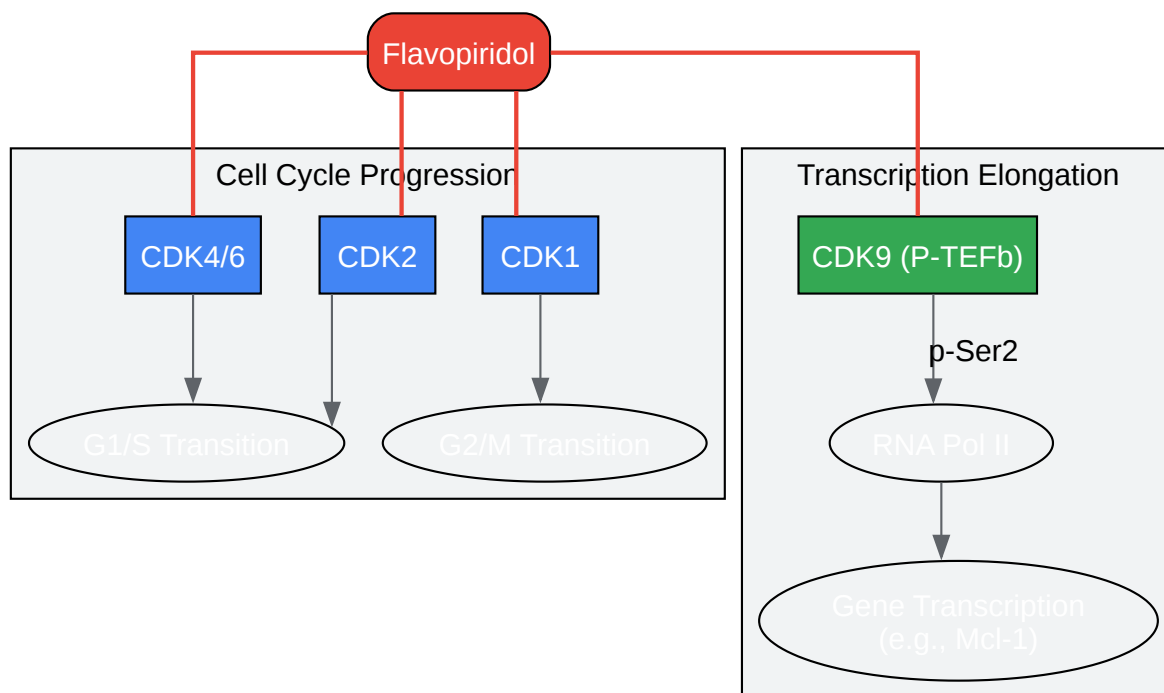 Flavopiridol
Cell Cycle Progression
Transcription Elongation
CDK4/6
CDK2
CDK1
CDK9 (P-TEFb)
p-Ser2
G1/S Transition
G2/M Transition
RNA Pol II
Gene Transcription
(e.g., Mcl-1)